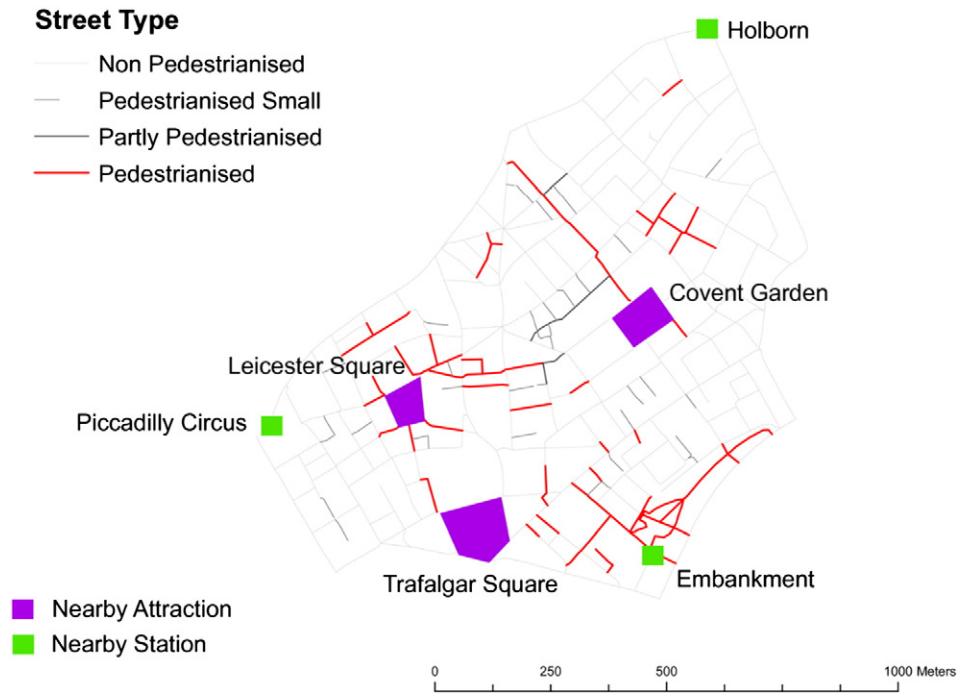 Street Type
Non Pedestrianised
Pedestrianised Small
Partly Pedestrianised
Pedestrianised
Holborn
Covent Garden
Leicester Square
Piccadilly Circus
Trafalgar Square
Embankment
Nearby Attraction
Nearby Station
0 250 500 1000 Meters